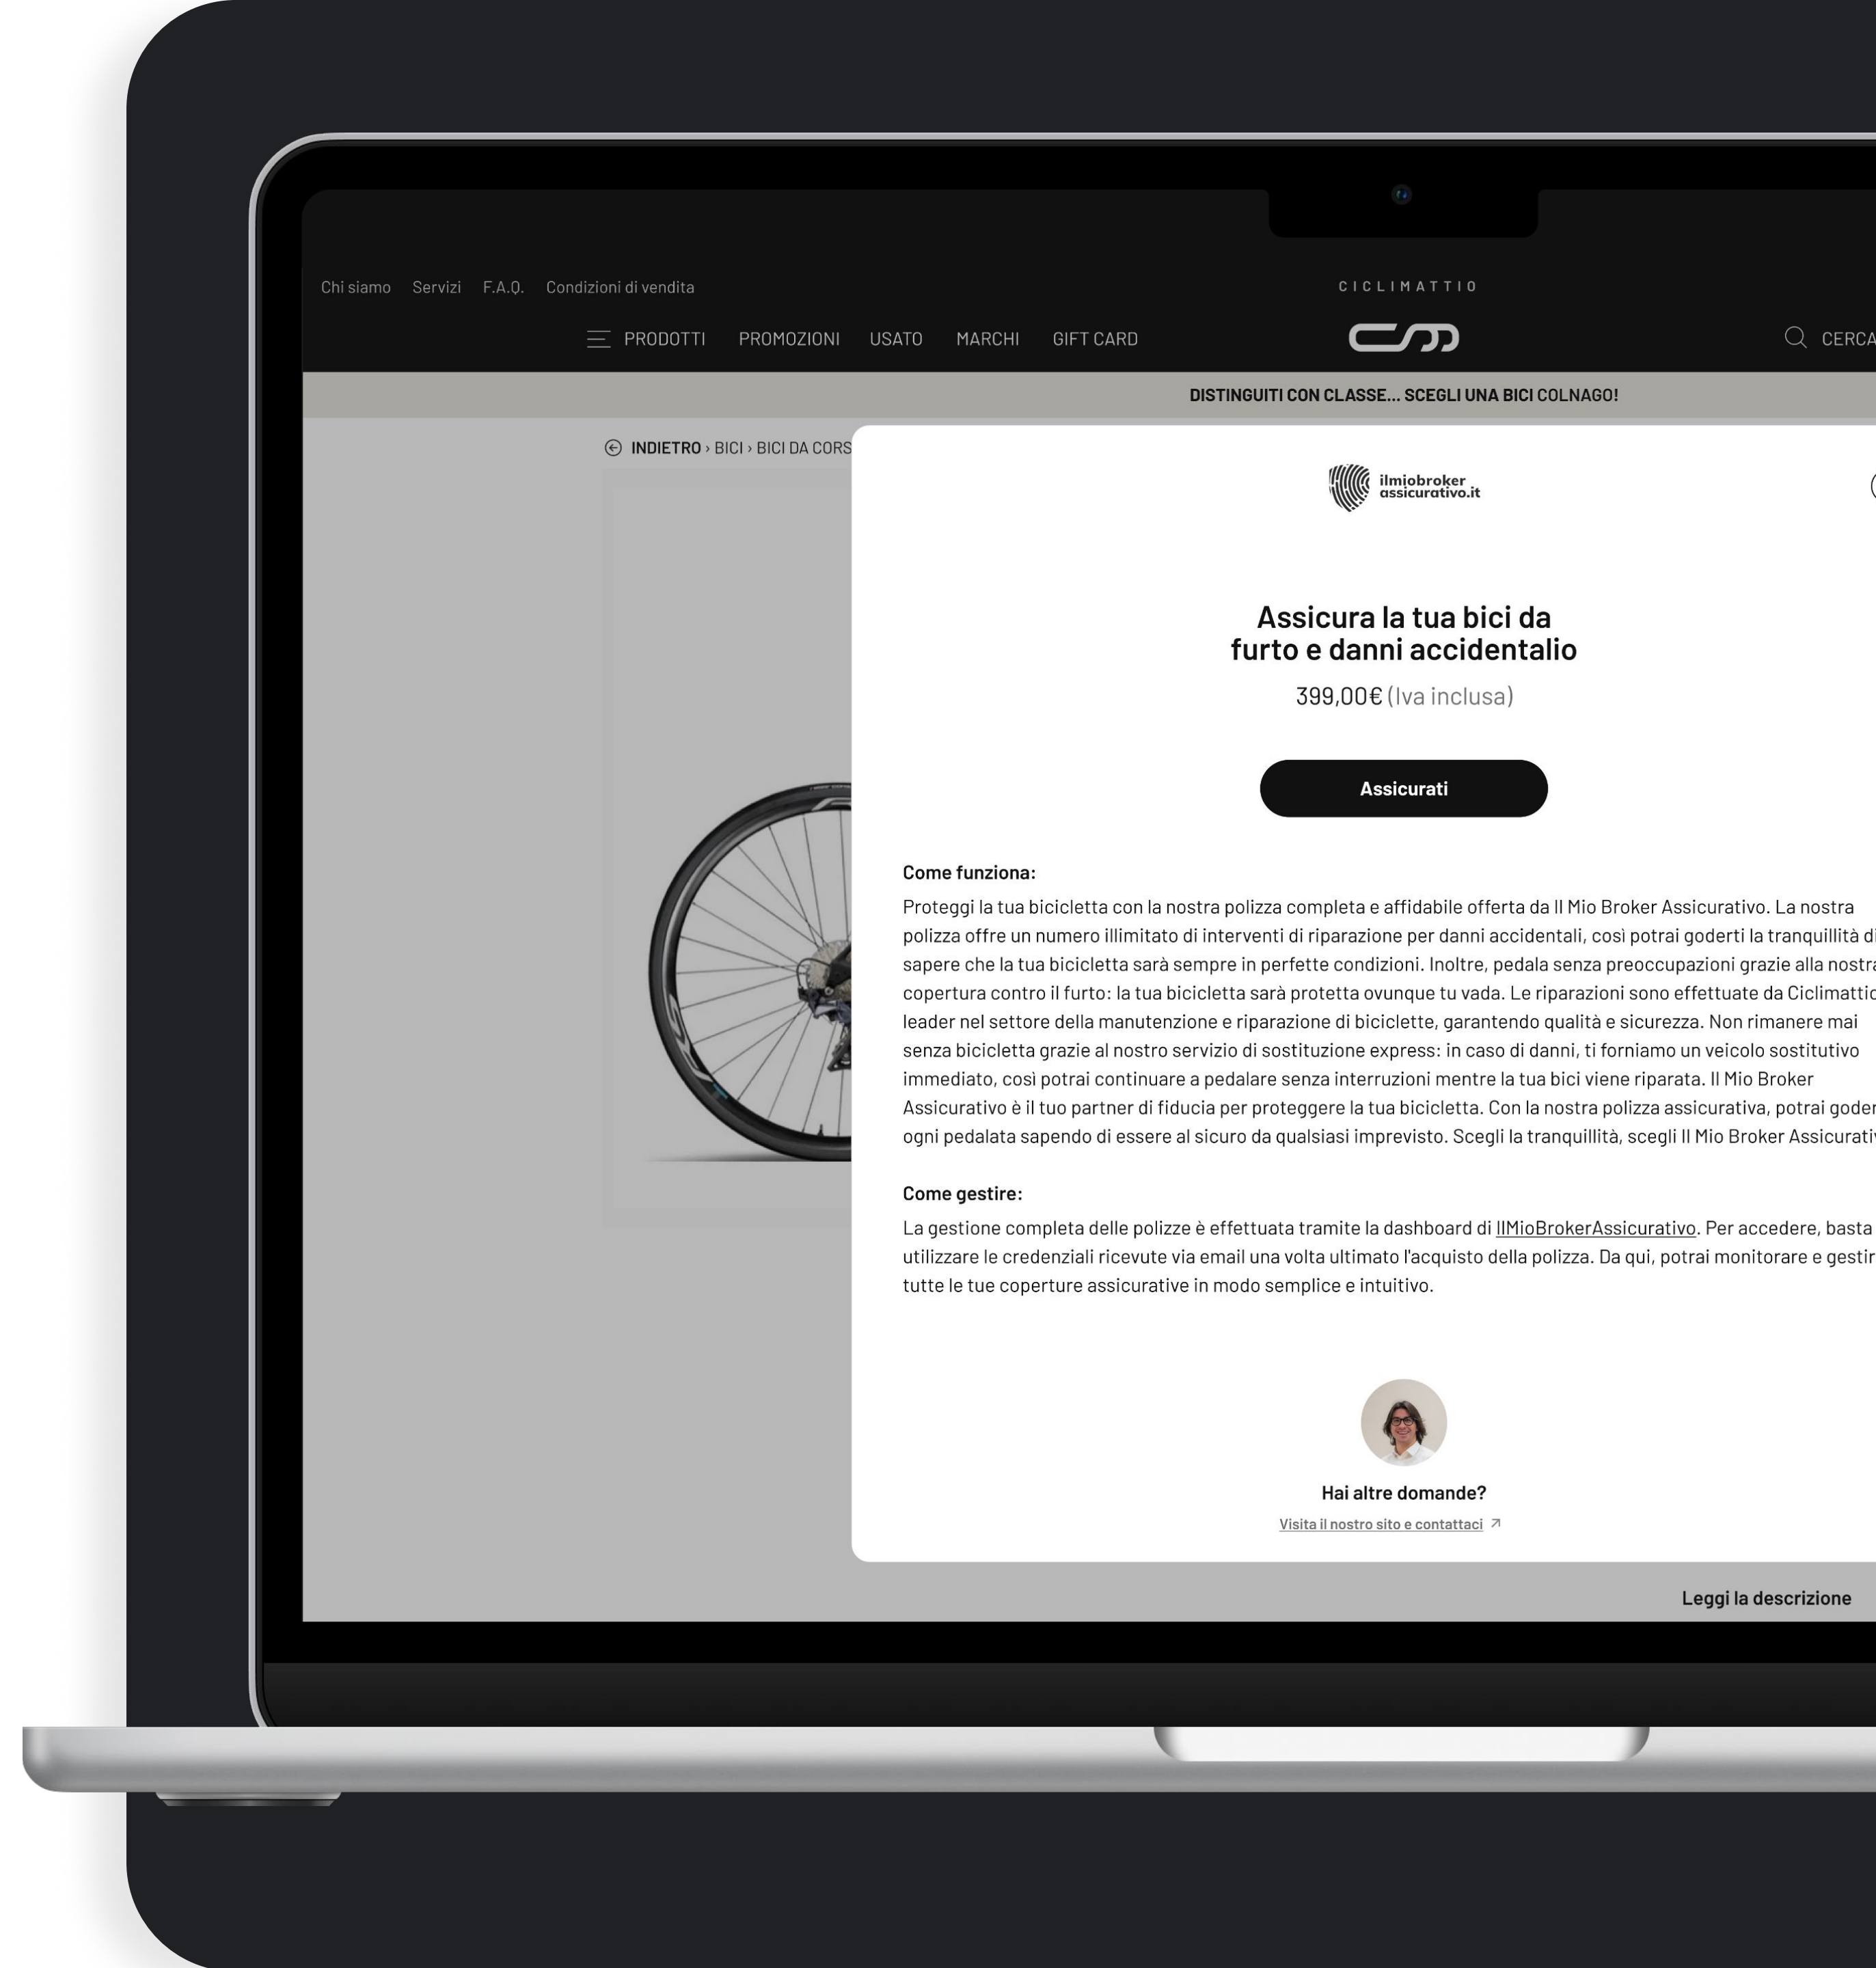 Chi siamo Servizi F.A.Q. Condizioni di vendita
CICLIMATTIO
PRODOTTI PROMOZIONI USATO MARCHI GIFT CARD
CERCA
DISTINGUITI CON CLASSE... SCEGLI UNA BICI COLNAGO!
INDIETRO › BICI › BICI DA CORS
ilmiobroker
assicurativo.it
Assicura la tua bici da
furto e danni accidentalio
399,00€ (Iva inclusa)
Assicurati
Come funziona:
Proteggi la tua bicicletta con la nostra polizza completa e affidabile offerta da Il Mio Broker Assicurativo. La nostra
polizza offre un numero illimitato di interventi di riparazione per danni accidentali, così potrai goderti la tranquillità di
sapere che la tua bicicletta sarà sempre in perfette condizioni. Inoltre, pedala senza preoccupazioni grazie alla nostra
copertura contro il furto: la tua bicicletta sarà protetta ovunque tu vada. Le riparazioni sono effettuate da Ciclimattio
leader nel settore della manutenzione e riparazione di biciclette, garantendo qualità e sicurezza. Non rimanere mai
senza bicicletta grazie al nostro servizio di sostituzione express: in caso di danni, ti forniamo un veicolo sostitutivo
immediato, così potrai continuare a pedalare senza interruzioni mentre la tua bici viene riparata. Il Mio Broker
Assicurativo è il tuo partner di fiducia per proteggere la tua bicicletta. Con la nostra polizza assicurativa, potrai goder
ogni pedalata sapendo di essere al sicuro da qualsiasi imprevisto. Scegli la tranquillità, scegli Il Mio Broker Assicurativ
Come gestire:
La gestione completa delle polizze è effettuata tramite la dashboard di IlMioBrokerAssicurativo. Per accedere, basta
utilizzare le credenziali ricevute via email una volta ultimato l'acquisto della polizza. Da qui, potrai monitorare e gestir
tutte le tue coperture assicurative in modo semplice e intuitivo.
Hai altre domande?
Visita il nostro sito e contattaci
Leggi la descrizione